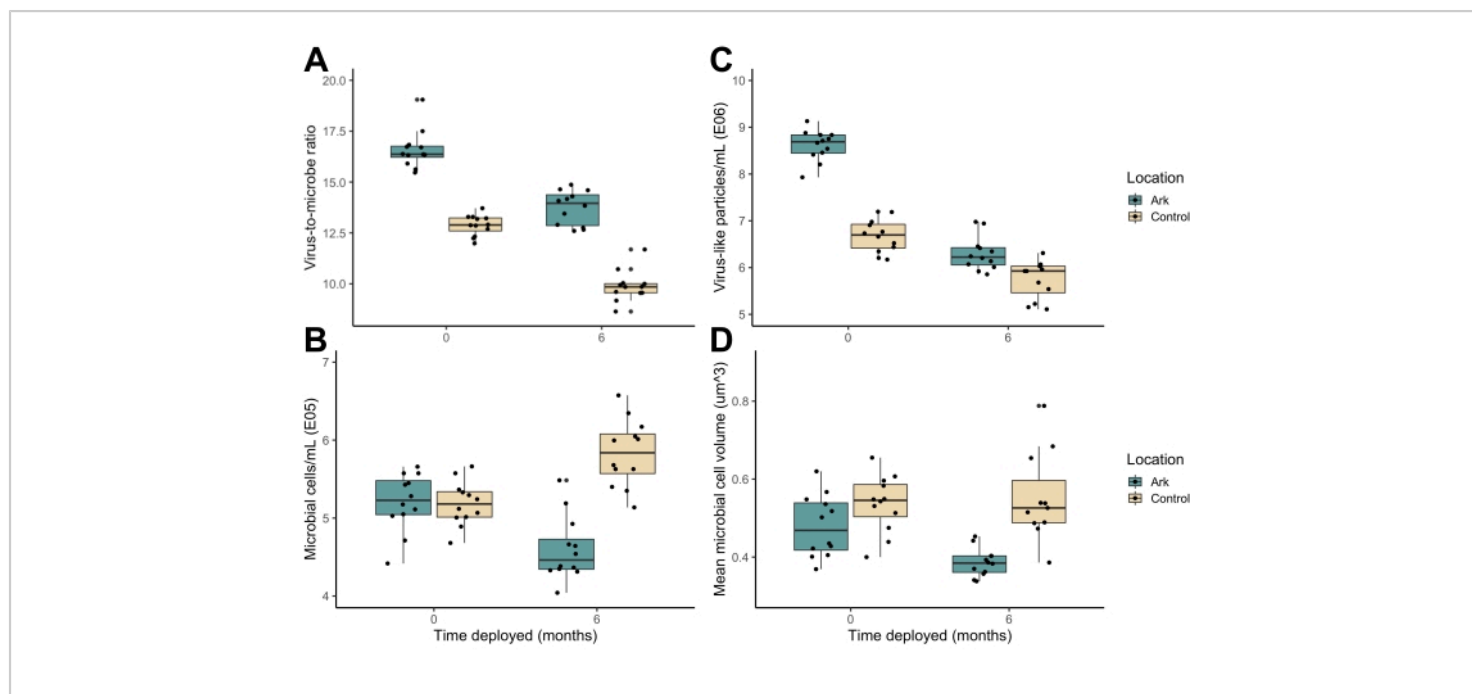 A
Virus-to-microbe ratio
20.0
17.5
15.0
12.5
10.0
0
6
C
Virus-like particles/mL (E06)
10
9
8
7
6
5
0
6
Location
Ark
Control
B
Microbial cells/mL (E05)
7
6
5
4
0
6
Time deployed (months)
D
Mean microbial cell volume (um^3)
0.8
0.6
0.4
0
6
Time deployed (months)
Location
Ark
Control